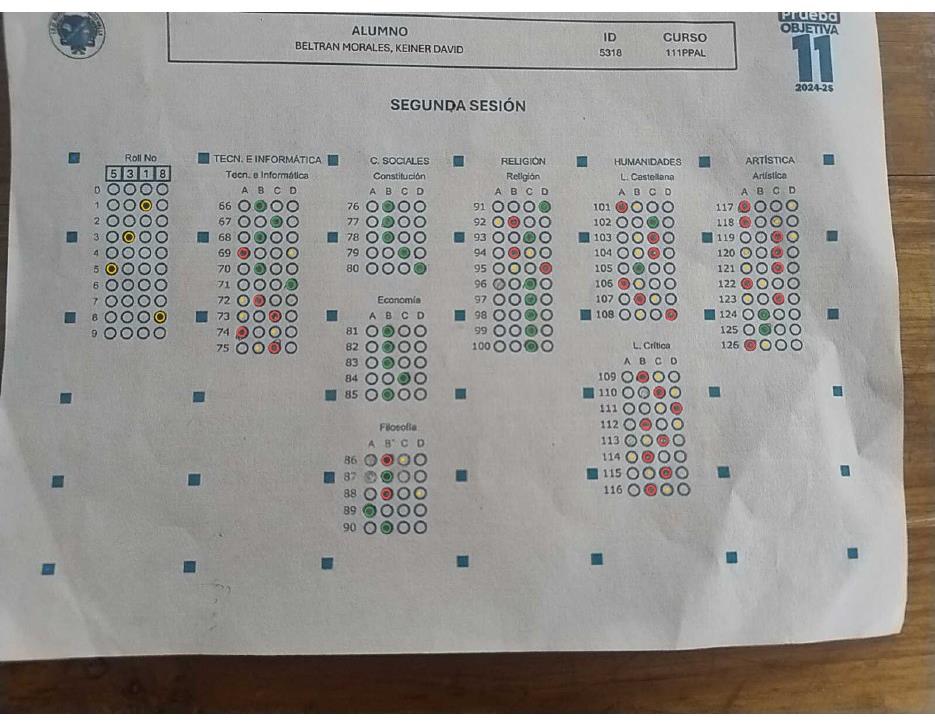 ALUMNO
BELTRAN MORALES, KEINER DAVID
ID
5318
CURSO
111PPAL
Prueba
OBJETIVA
11
2024-25
SEGUNDA SESIÓN
Roll No
5 3 1 8
0
1
2
3
4
5
6
7
8
9
TECN. E INFORMÁTICA
Tecn. e Informática
A B C D
66
67
68
69
70
71
72
73
74
75
C. SOCIALES
Constitución
A B C D
76
77
78
79
80
Economía
A B C D
81
82
83
84
85
Filosofía
A B C D
86
87
88
89
90
RELIGIÓN
Religión
A B C D
91
92
93
94
95
96
97
98
99
100
HUMANIDADES
L. Castellana
A B C D
101
102
103
104
105
106
107
108
L. Crítica
A B C D
109
110
111
112
113
114
115
116
ARTÍSTICA
Artística
A B C D
117
118
119
120
121
122
123
124
125
126